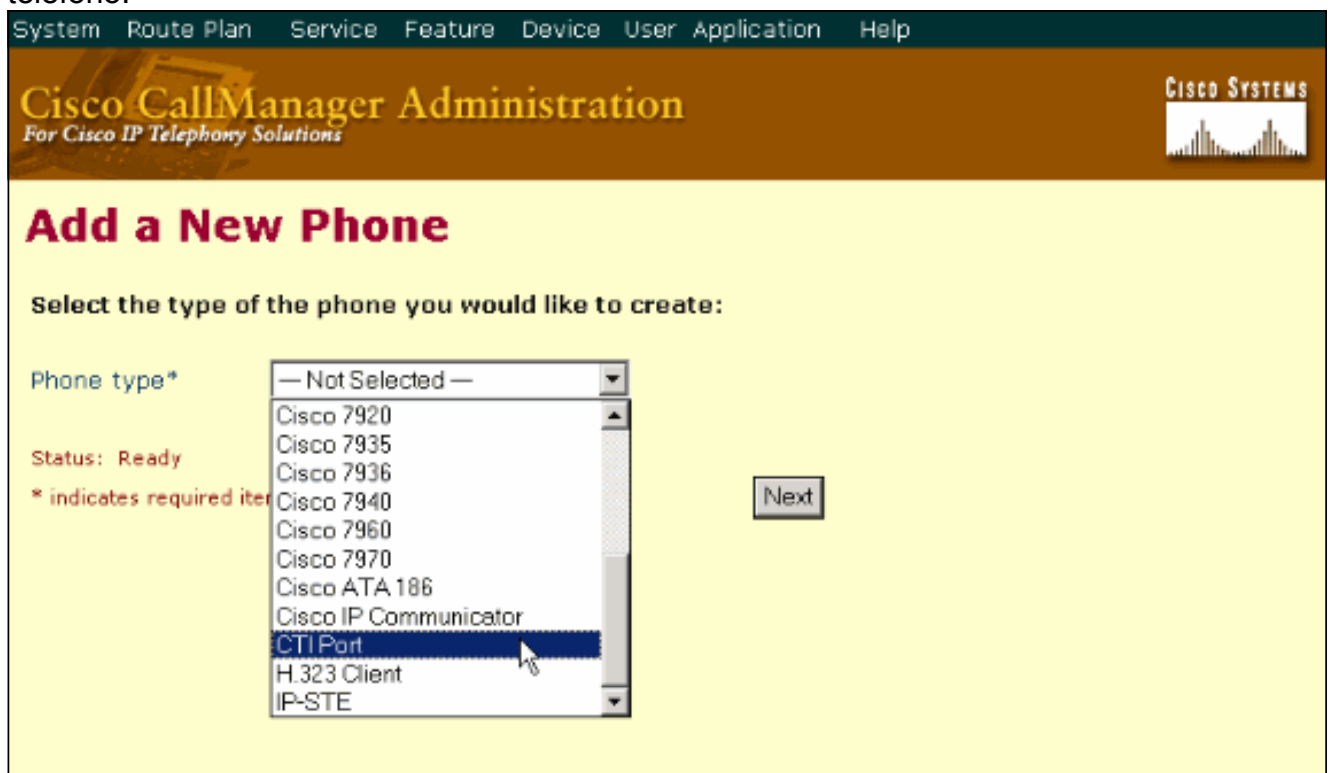 teléfono.
System Route Plan Service Feature Device User Application Help
Cisco CallManager Administration
For Cisco IP Telephony Solutions
CISCO SYSTEMS
Add a New Phone
Select the type of the phone you would like to create:
Phone type*
— Not Selected —
Cisco 7920
Cisco 7935
Status: Ready
Cisco 7936
* indicates required iter
Cisco 7940
Next
Cisco 7960
Cisco 7970
Cisco ATA 186
Cisco IP Communicator
CTI Port
H.323 Client
IP-STE